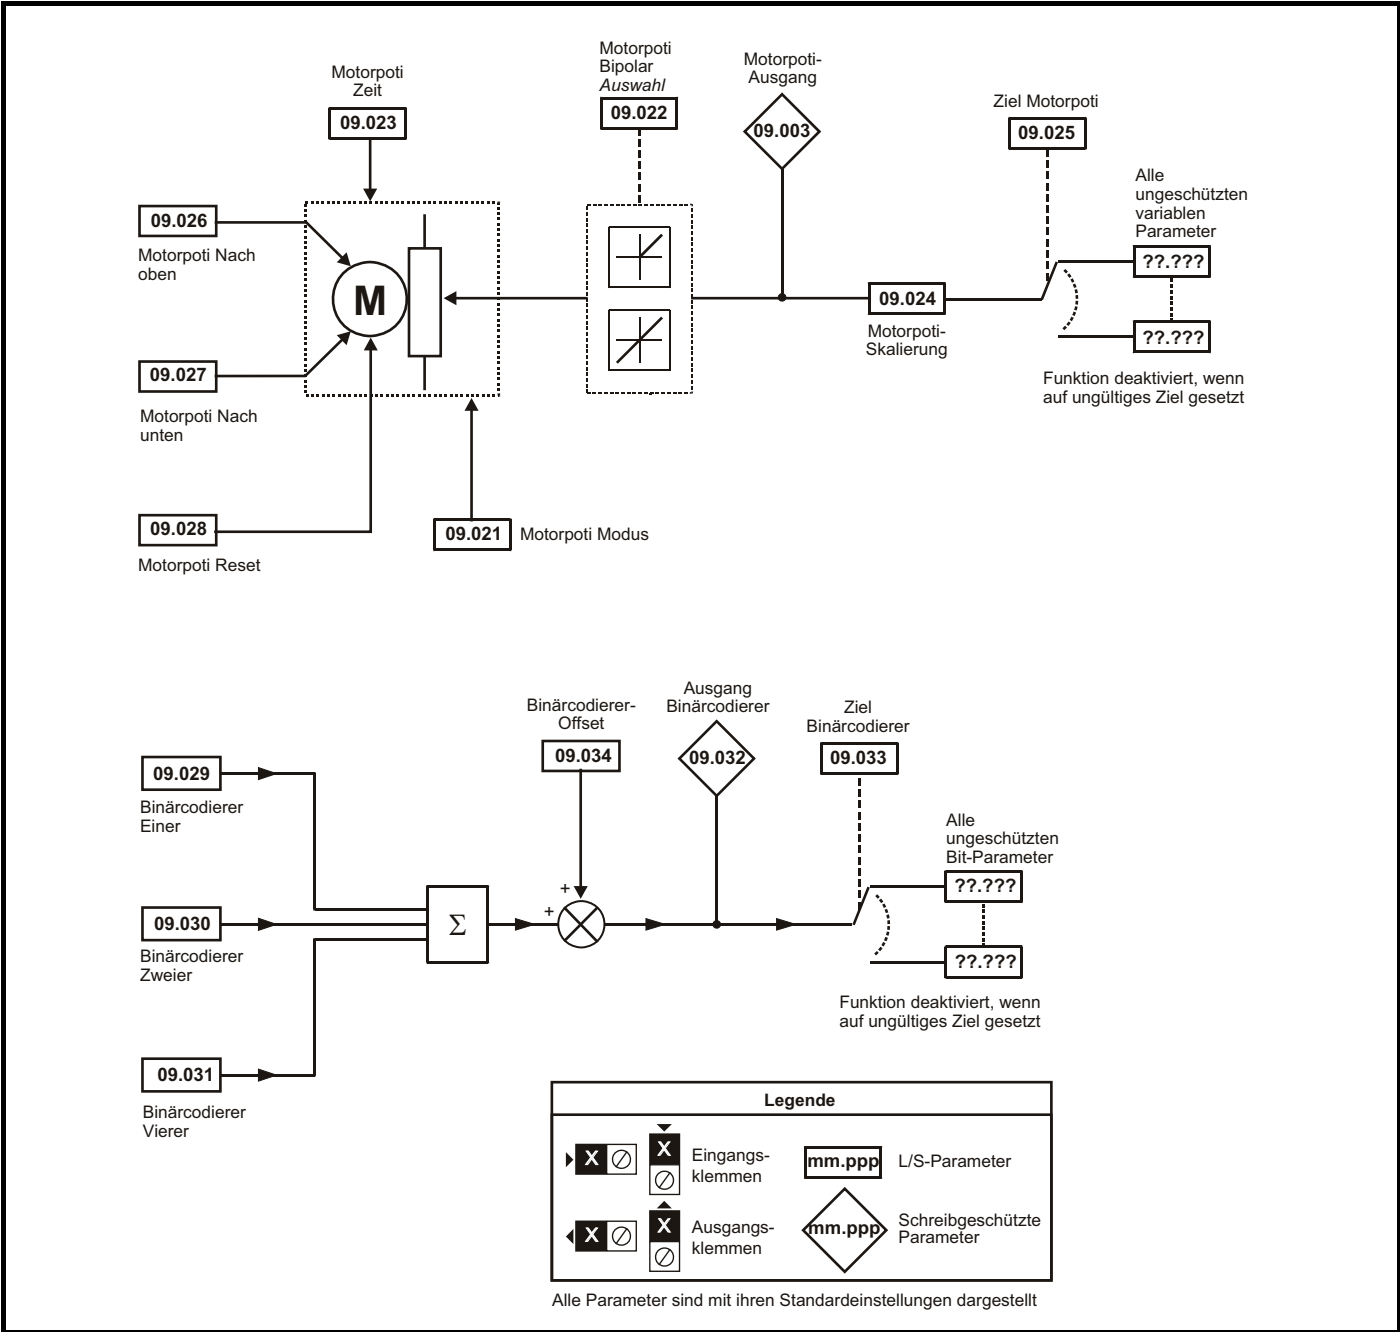 Motorpoti
Zeit
09.023
Motorpoti
Bipolar
Auswahl
09.022
Motorpoti-
Ausgang
09.003
Ziel Motorpoti
09.025
Alle
ungeschützten
variablen
Parameter
??.???
??.???
Funktion deaktiviert, wenn
auf ungültiges Ziel gesetzt
09.026
Motorpoti Nach
oben
M
09.024
Motorpoti-
Skalierung
09.027
Motorpoti Nach
unten
09.028
Motorpoti Reset
09.021
Motorpoti Modus
Binärcodierer-
Offset
09.034
Ausgang
Binärcodierer
09.032
Ziel
Binärcodierer
09.033
09.029
Binärcodierer
Einer
Alle
ungeschützten
Bit-Parameter
??.???
??.???
Funktion deaktiviert, wenn
auf ungültiges Ziel gesetzt
09.030
Binärcodierer
Zweier
Σ
+
+
09.031
Binärcodierer
Vierer
Legende
X
X
Eingangs-
klemmen
mm.ppp
L/S-Parameter
X
X
Ausgangs-
klemmen
mm.ppp
Schreibgeschützte
Parameter
Alle Parameter sind mit ihren Standardeinstellungen dargestellt